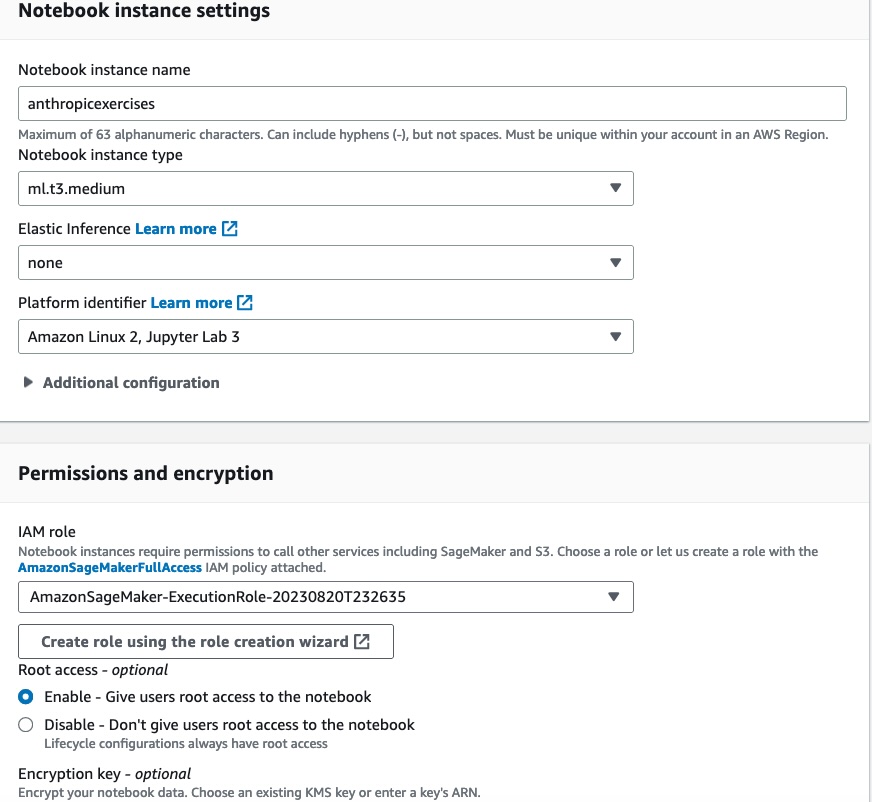 Notebook instance settings
Notebook instance name
anthropicexercises
Maximum of 63 alphanumeric characters. Can include hyphens (-), but not spaces. Must be unique within your account in an AWS Region.
Notebook instance type
ml.t3.medium
Elastic Inference Learn more
none
Platform identifier Learn more
Amazon Linux 2, Jupyter Lab 3
Additional configuration
Permissions and encryption
IAM role
Notebook instances require permissions to call other services including SageMaker and S3. Choose a role or let us create a role with the
AmazonSageMakerFullAccess IAM policy attached.
AmazonSageMaker-ExecutionRole-20230820T232635
Create role using the role creation wizard
Root access - optional
Enable - Give users root access to the notebook
Disable - Don't give users root access to the notebook
Lifecycle configurations always have root access
Encryption key - optional
Encrypt your notebook data. Choose an existing KMS key or enter a key's ARN.